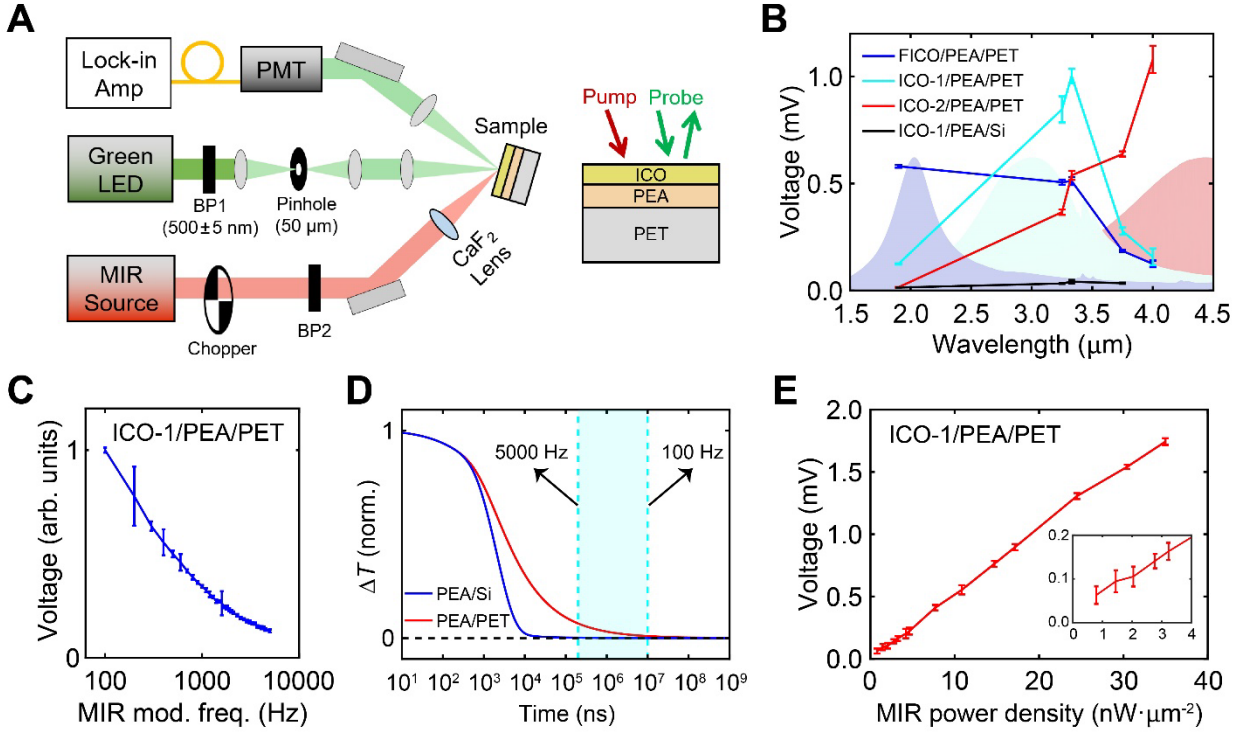 A
Lock-in
Amp
PMT
Green
LED
BP1
(500±5 nm)
Pinhole
(50 μm)
MIR
Source
Chopper
BP2
CaF₂
Lens
Sample
Pump
Probe
ICO
PEA
PET
B
Voltage (mV)
1.0
0.5
0.0
FICO/PEA/PET
ICO-1/PEA/PET
ICO-2/PEA/PET
ICO-1/PEA/Si
1.5 2.0 2.5 3.0 3.5 4.0 4.5
Wavelength (μm)
C
ICO-1/PEA/PET
Voltage (arb. units)
1
1
100 1000 10000
MIR mod. freq. (Hz)
D
ΔT (norm.)
1
0
5000 Hz
100 Hz
PEA/Si
PEA/PET
10¹ 10² 10³ 10⁴ 10⁵ 10⁶ 10⁷ 10⁸ 10⁹
Time (ns)
E
ICO-1/PEA/PET
Voltage (mV)
2.0
1.5
1.0
0.5
0.0
0.2
0.1
0.0
0 1 2 3 4
0 10 20 30 40
MIR power density (nW·μm⁻²)